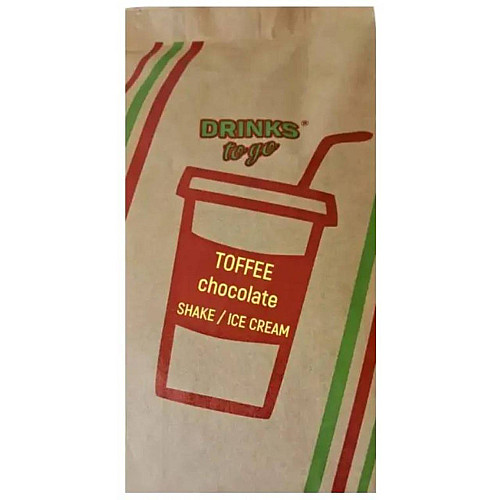 DRINKS®
to go
TOFFEE
chocolate
SHAKE / ICE CREAM